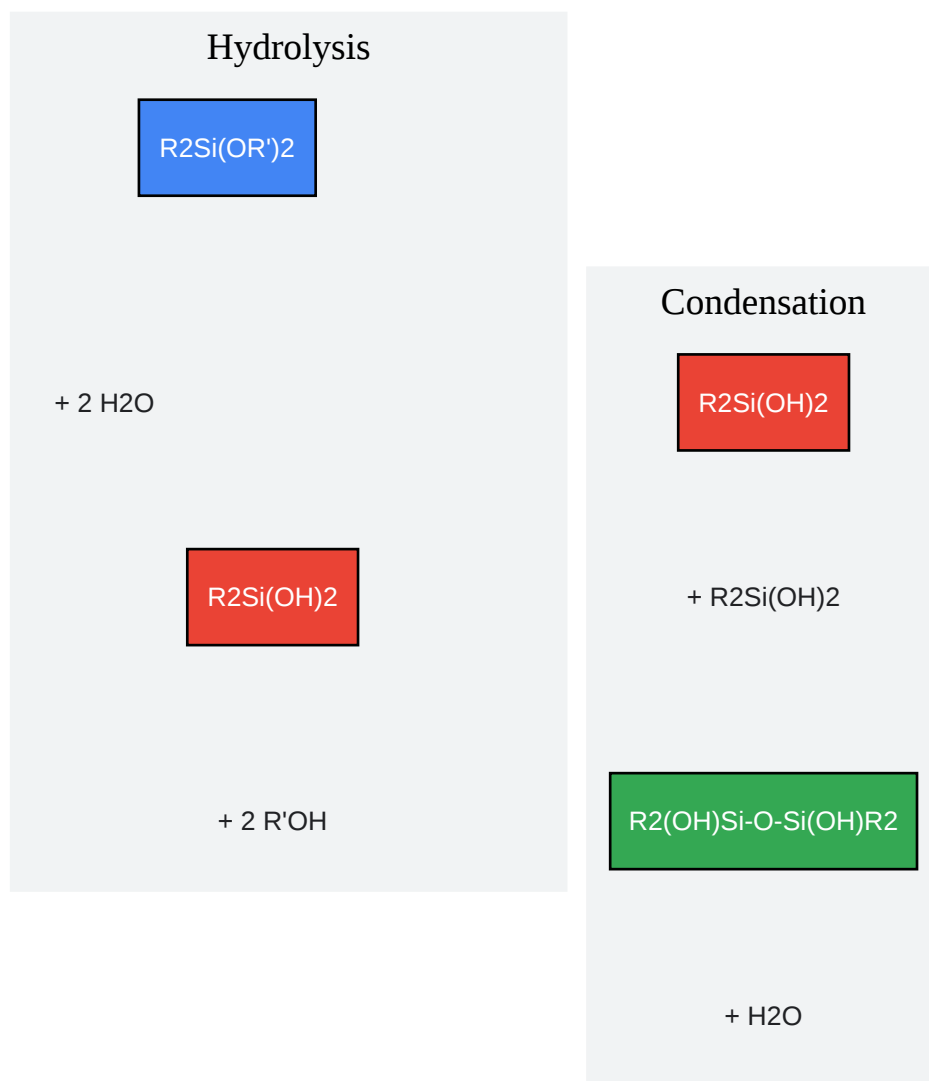 Hydrolysis
R2Si(OR')2
+ 2 H2O
R2Si(OH)2
+ 2 R'OH
Condensation
R2Si(OH)2
+ R2Si(OH)2
R2(OH)Si-O-Si(OH)R2
+ H2O